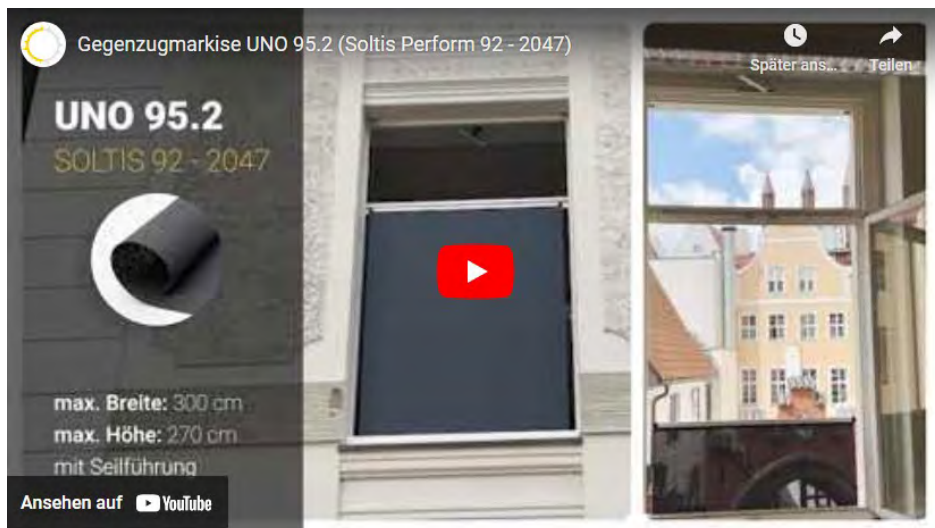 Gegenzugmarkise UNO 95.2 (Soltis Perform 92 - 2047)
Später ans...
Teilen
UNO 95.2
SOLTIS 92 - 2047
max. Breite: 300 cm
max. Höhe: 270 cm
mit Seilführung
Ansehen auf YouTube